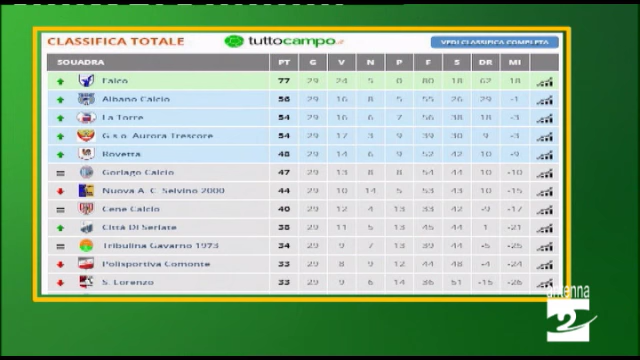 CLASSIFICA TOTALE tuttocampo.it VEDI CLASSIFICA COMPLETA
SQUADRA PT G V N P F S DR MI
Falco 77 29 24 5 0 80 18 62 18
Albano Calcio 56 29 16 8 5 55 26 29 -1
La Torre 54 29 16 6 7 56 38 18 -3
G.s.o. Aurora Trescore 54 29 17 3 9 39 30 9 -3
Rovetta 48 29 14 6 9 52 42 10 -9
Gorlago Calcio 47 29 13 8 8 54 44 10 -10
Nuova A. C. Selvino 2000 44 29 10 14 5 53 43 10 -15
Cene Calcio 40 29 12 4 13 33 42 -9 -17
Città Di Seriate 38 29 11 5 13 45 44 1 -21
Tribulina Gavarno 1973 34 29 9 7 13 39 44 -5 -25
Polisportiva Comonte 33 29 8 9 12 44 48 -4 -24
S. Lorenzo 33 29 9 6 14 36 51 -15 -26
antenna
2